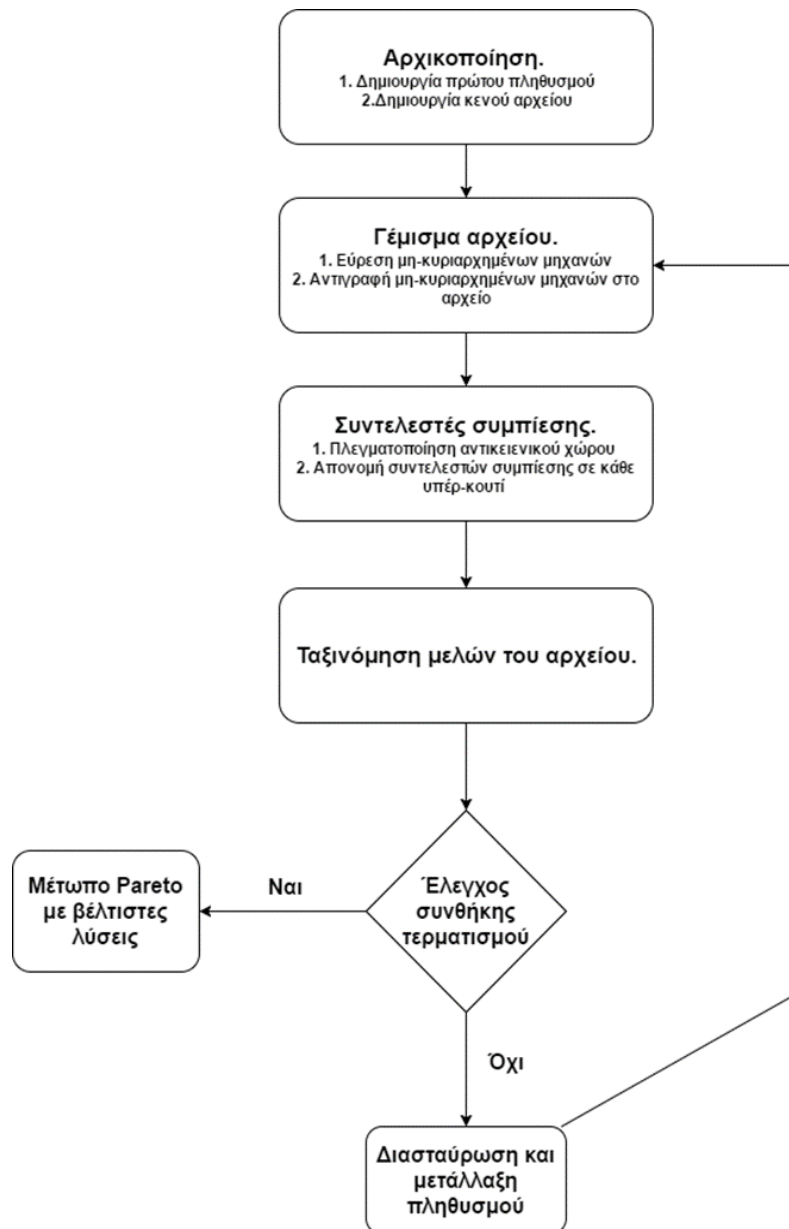 Αρχικοποίηση.
1. Δημιουργία πρώτου πληθυσμού
2.Δημιουργία κενού αρχείου
Γέμισμα αρχείου.
1. Εύρεση μη-κυριαρχημένων μηχανών
2. Αντιγραφή μη-κυριαρχημένων μηχανών στο
αρχείο
Συντελεστές συμπίεσης.
1. Πλεγματοποίηση αντικειενικού χώρου
2. Απονομή συντελεστών συμπίεσης σε κάθε
υπέρ-κουτί
Ταξινόμηση μελών του αρχείου.
Έλεγχος
συνθήκης
τερματισμού
Ναι
Μέτωπο Pareto
με βέλτιστες
λύσεις
Όχι
Διασταύρωση και
μετάλλαξη
πληθυσμού